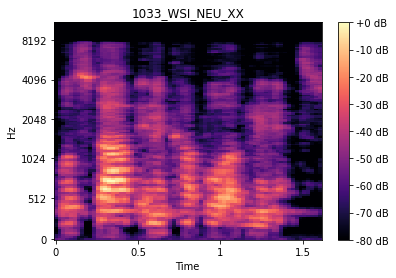 1033_WSI_NEU_XX
8192
4096
2048
1024
512
0
Hz
0
0.5
1
1.5
Time
+0 dB
-10 dB
-20 dB
-30 dB
-40 dB
-50 dB
-60 dB
-70 dB
-80 dB